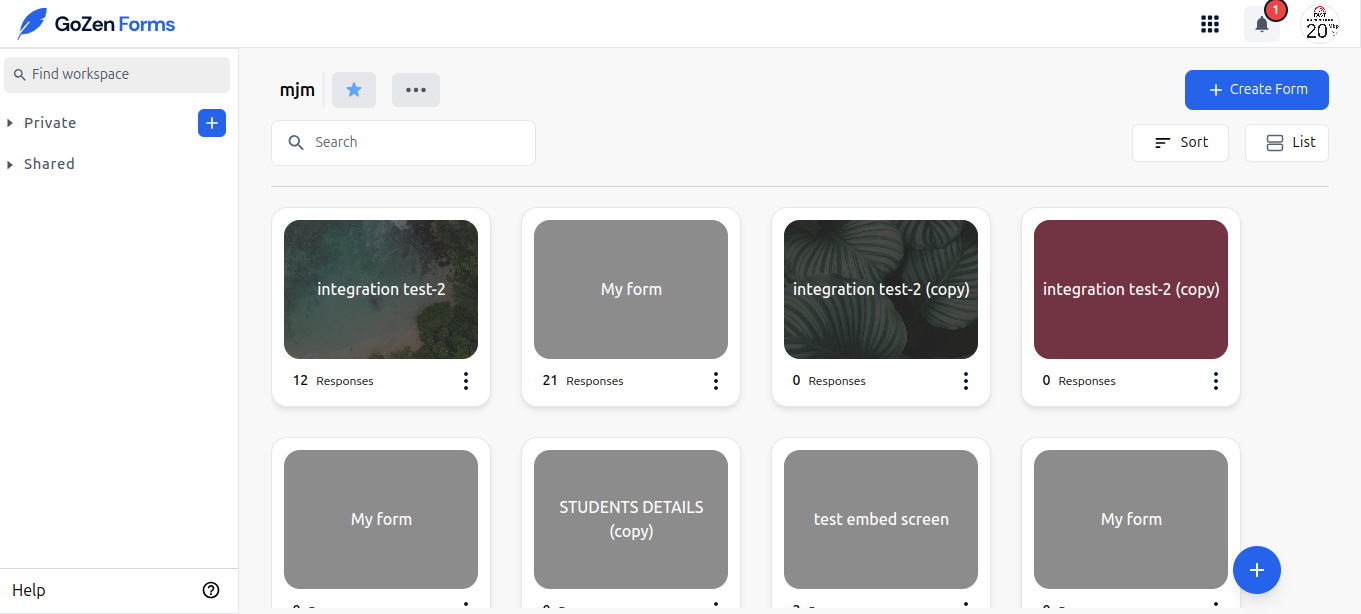 GoZen Forms
1
20
Find workspace
mjm
Create Form
Private
Search
Sort
List
Shared
integration test-2
My form
integration test-2 (copy)
integration test-2 (copy)
12 Responses
21 Responses
0 Responses
0 Responses
My form
STUDENTS DETAILS
(copy)
test embed screen
My form
Help